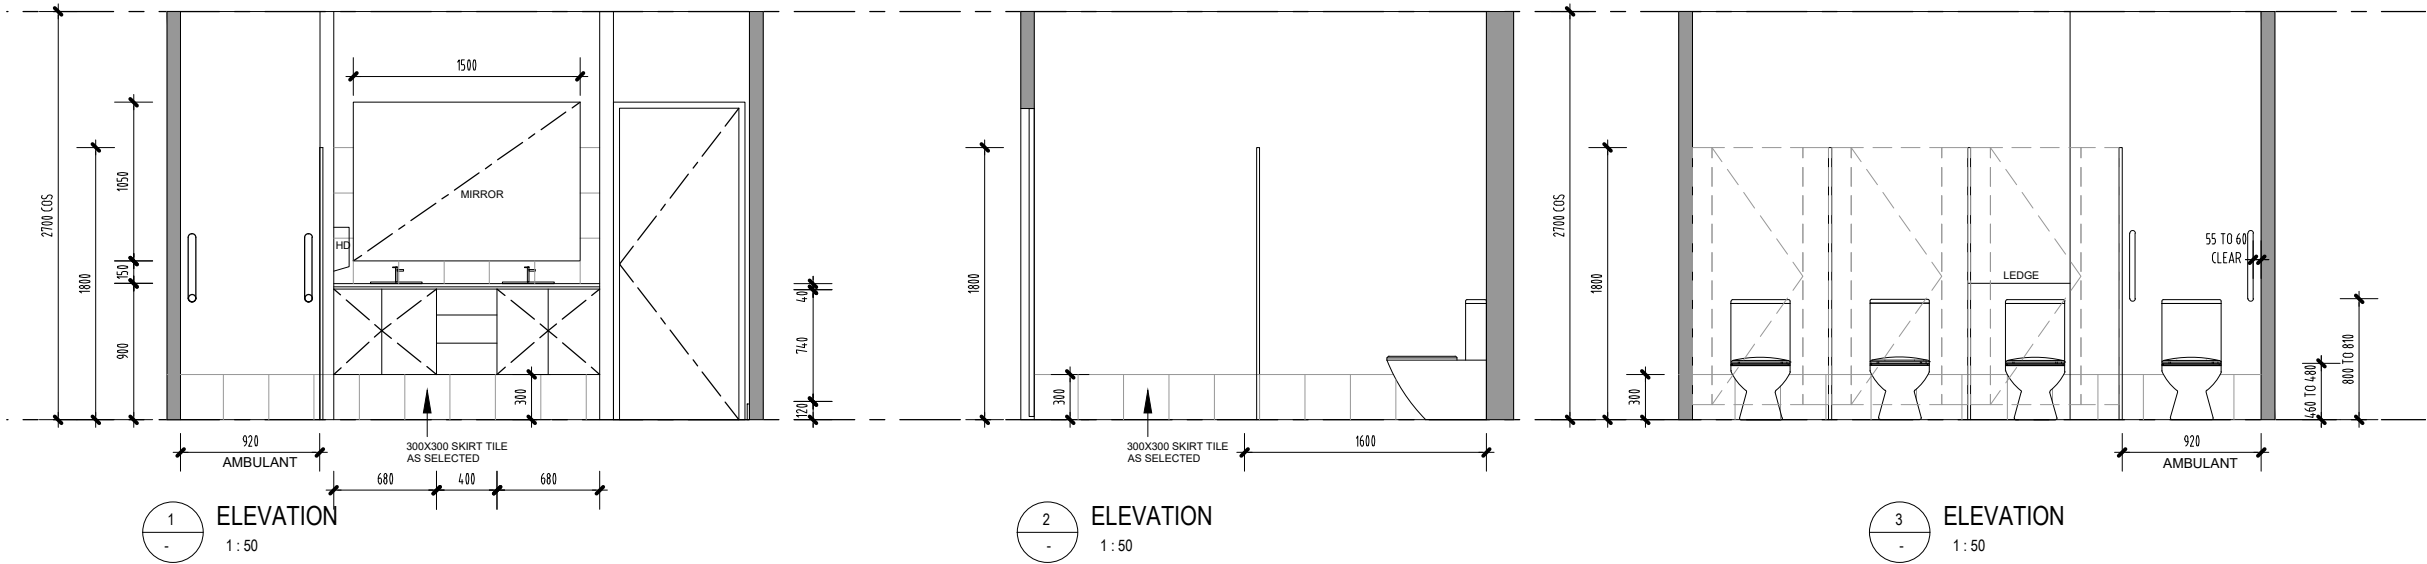 1500
2700 COS
1800
1050
150
900
MIRROR
HD
300
40
740
120
920
AMBULANT
300X300 SKIRT TILE
AS SELECTED
680
400
680
1
-
ELEVATION
1 : 50
1800
300
300X300 SKIRT TILE
AS SELECTED
1600
2
-
ELEVATION
1 : 50
2700 COS
1800
300
LEDGE
55 TO 60
CLEAR
460 TO 480
800 TO 810
920
AMBULANT
3
-
ELEVATION
1 : 50